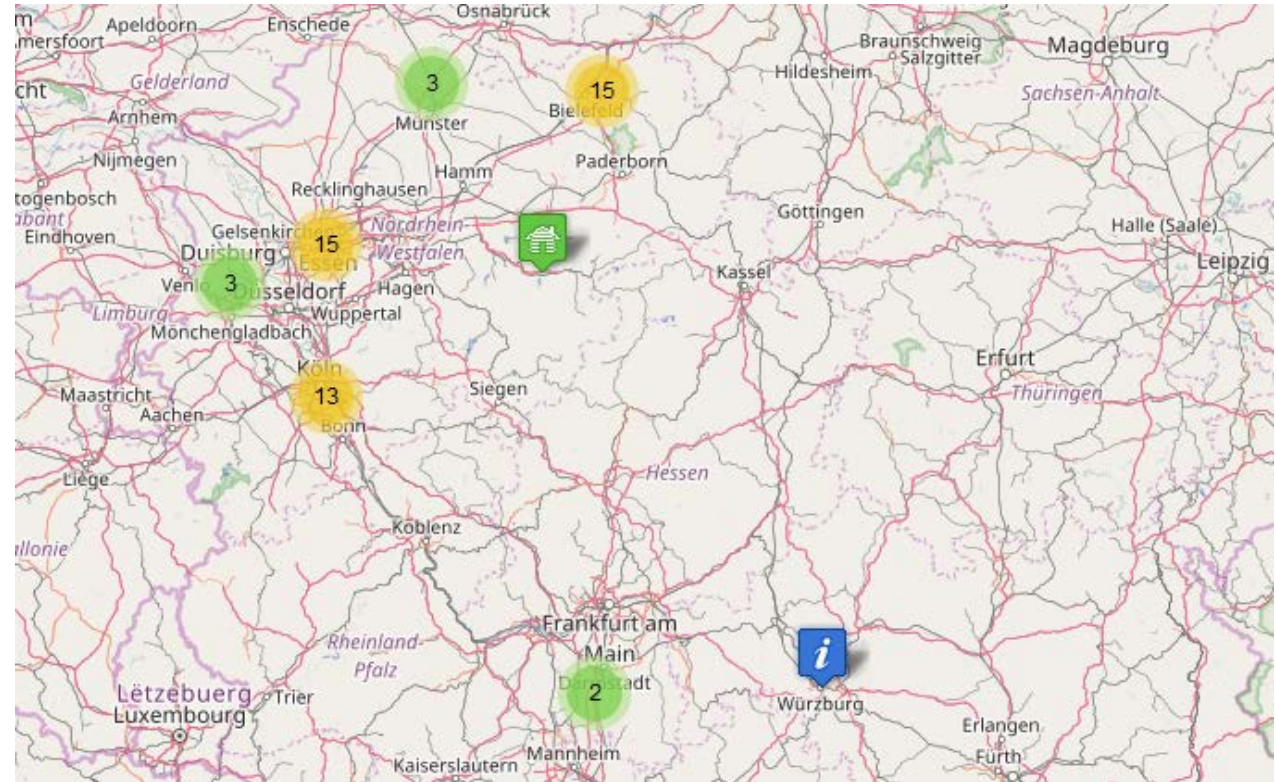 Osnabrück
Apeldoorn
Enschede
mersfoort
Braunschweig
Salzgitter
Magdeburg
Hildesheim
3
15
Gelderland
Sachsen-Anhalt
cht
Arnhem
Münster
Bielefeld
Nijmegen
Paderborn
Hamm
Recklinghausen
togenbosch
abant
Eindhoven
Nordrhein-
Westfalen
Göttingen
Halle (Saale)
Gelsenkirchen
15
Duisburg
Essen
Leipzig
Kassel
Venlo
3
Düsseldorf
Hagen
Limburg
Wuppertal
Mönchengladbach
Köln
Erfurt
Siegen
Thüringen
Maastricht
13
Aachen
Bonn
Hessen
Liège
Koblenz
allonie
Frankfurt am
Main
Rheinland-
Pfalz
i
Darmstadt
2
Lëtzebuerg
Luxembourg
Trier
Würzburg
Erlangen
Fürth
Mannheim
Kaiserslautern